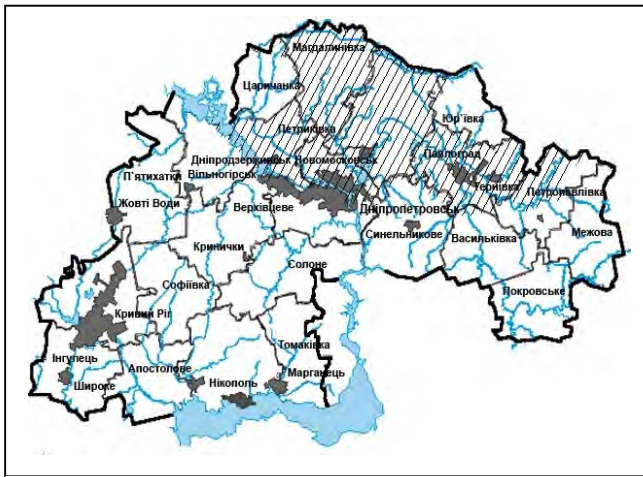 Магдалинівка
Царичанка
Юр'ївка
Петриківка
Дніпродзержинськ
Новомосковськ
Павлоград
П'ятихатки
Вільногірськ
Тернівка
Петропавлівка
Жовті Води
Верхівцеве
Дніпропетровськ
Синельникове
Васильківка
Межова
Кринички
Солоне
Софіївка
Покровське
Кривий Ріг
Томаківка
Інгулець
Апостолове
Широке
Нікополь
Марганець